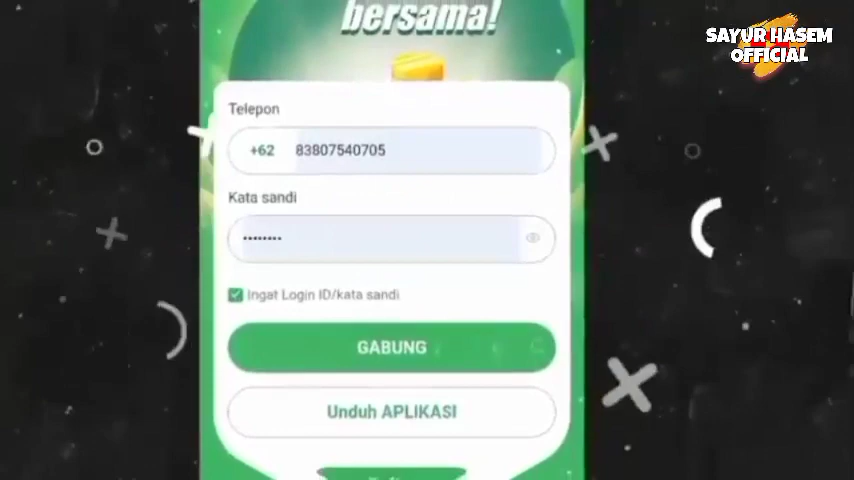 bersama!
SAYUR HASEM
OFFICIAL
Telepon
+62 83807540705
Kata sandi
••••••••
Ingat Login ID/kata sandi
GABUNG
Unduh APLIKASI